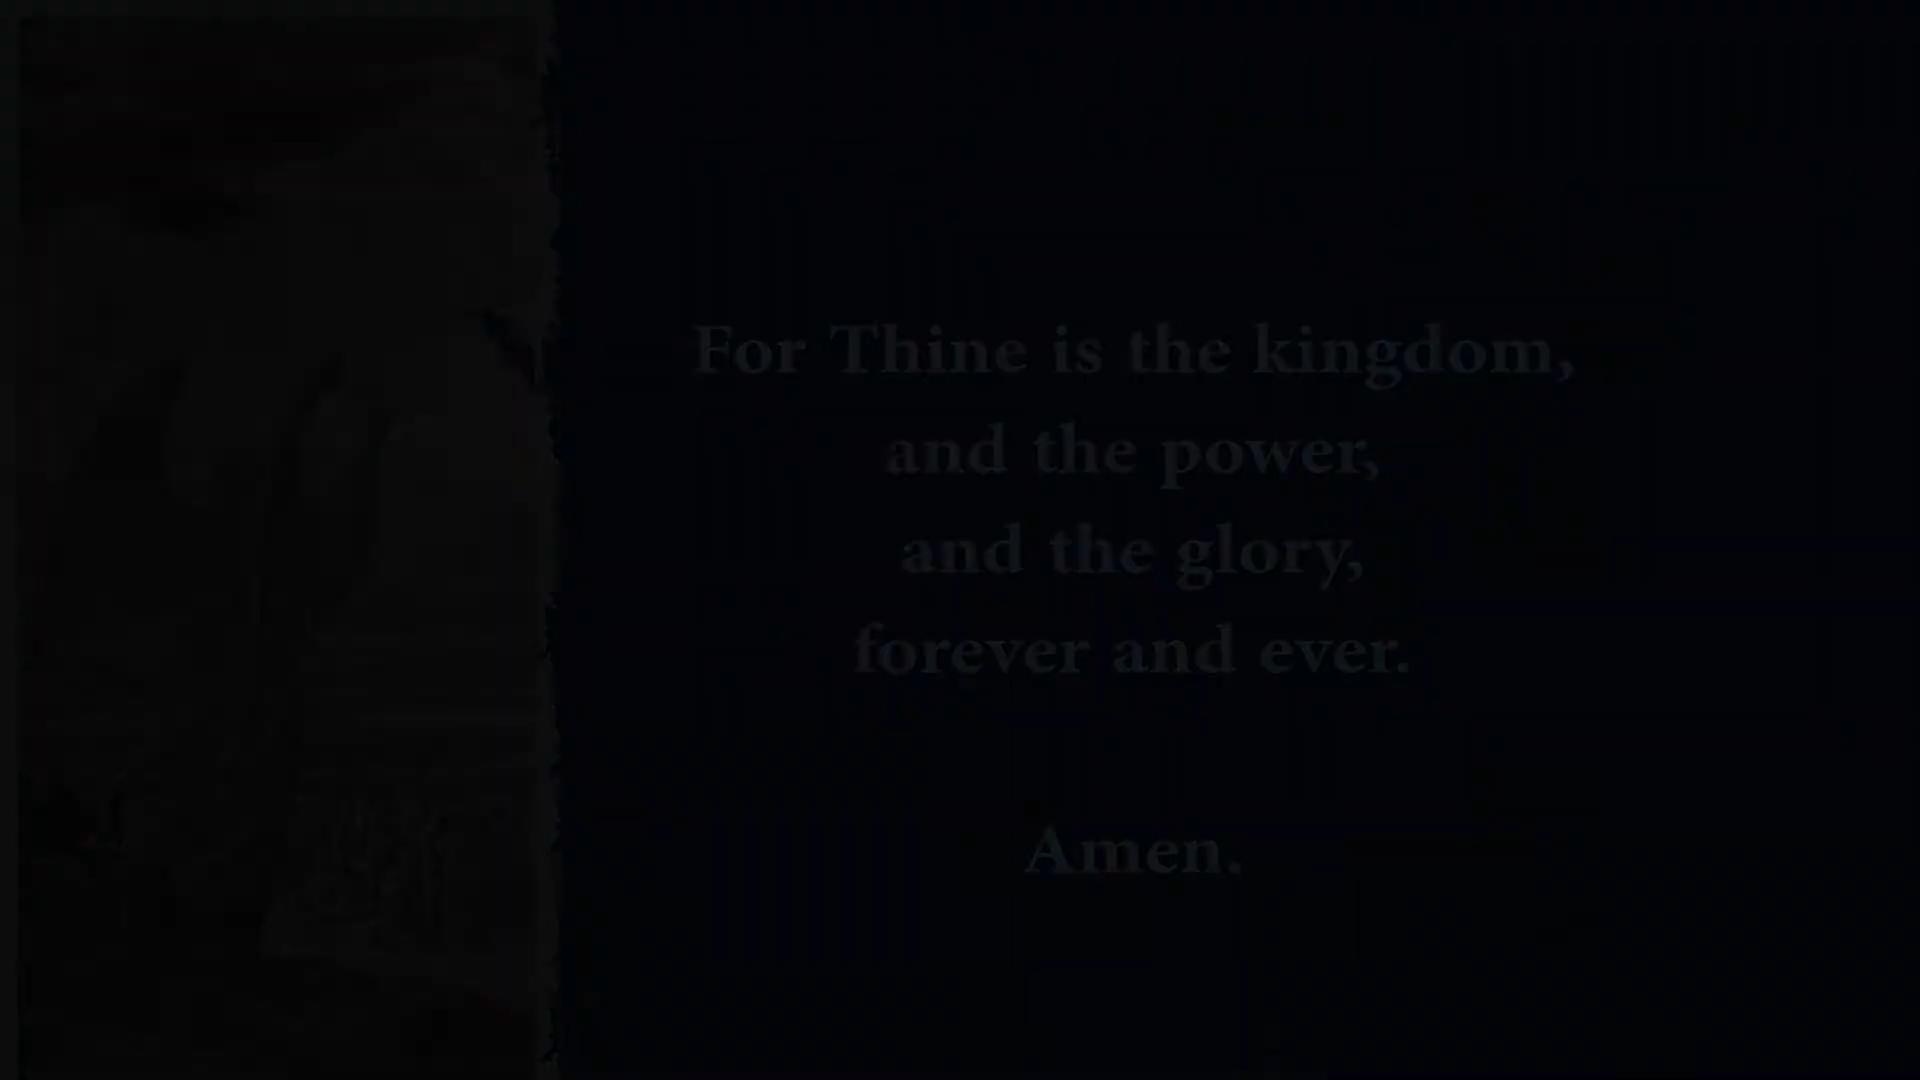 For Thine is the kingdom,
and the power,
and the glory,
forever and ever.
Amen.